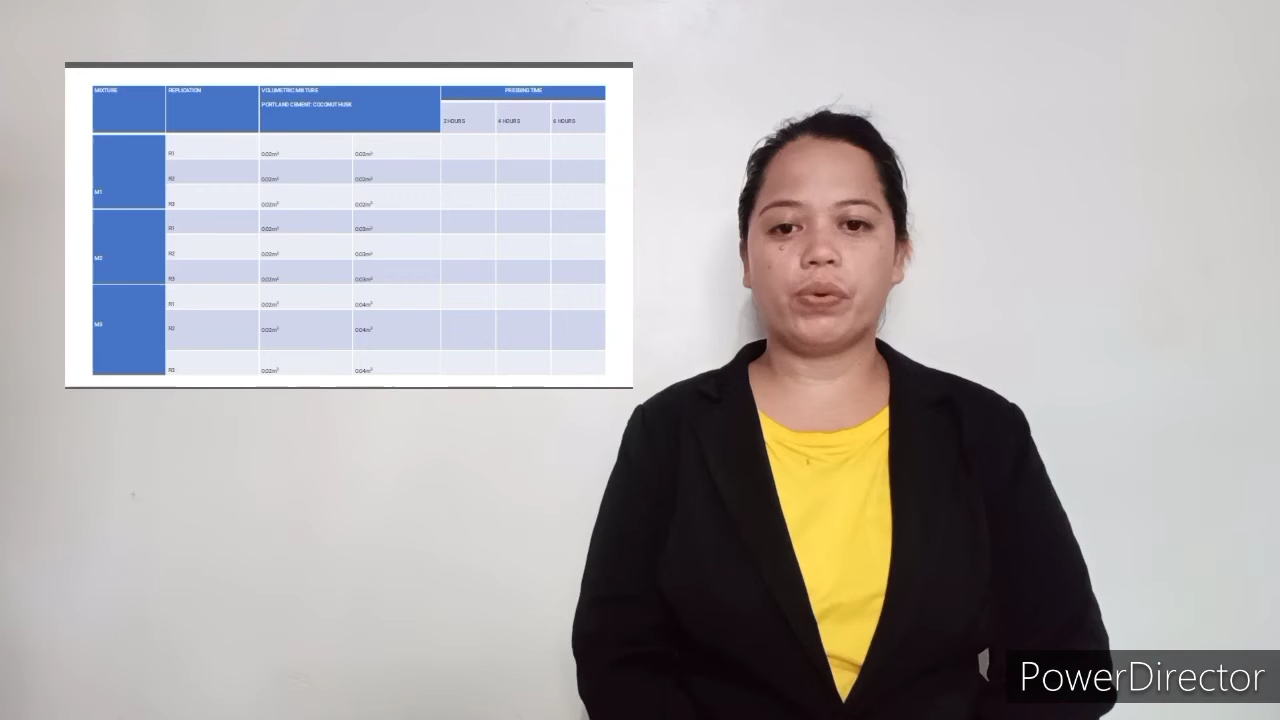 MIXTURE REPLICATION VOLUMETRIC MIXTURE PRESSING TIME
PORTLAND CEMENT: COCONUT HUSK
2 HOURS 4 HOURS 6 HOURS
R1 0.02m³ 0.02m³
R2 0.02m³ 0.02m³
M1
R3 0.02m³ 0.02m³
R1 0.02m³ 0.03m³
R2 0.02m³ 0.03m³
M2
R3 0.02m³ 0.03m³
R1 0.02m³ 0.04m³
M3
R2 0.02m³ 0.04m³
R3 0.02m³ 0.04m³
PowerDirector